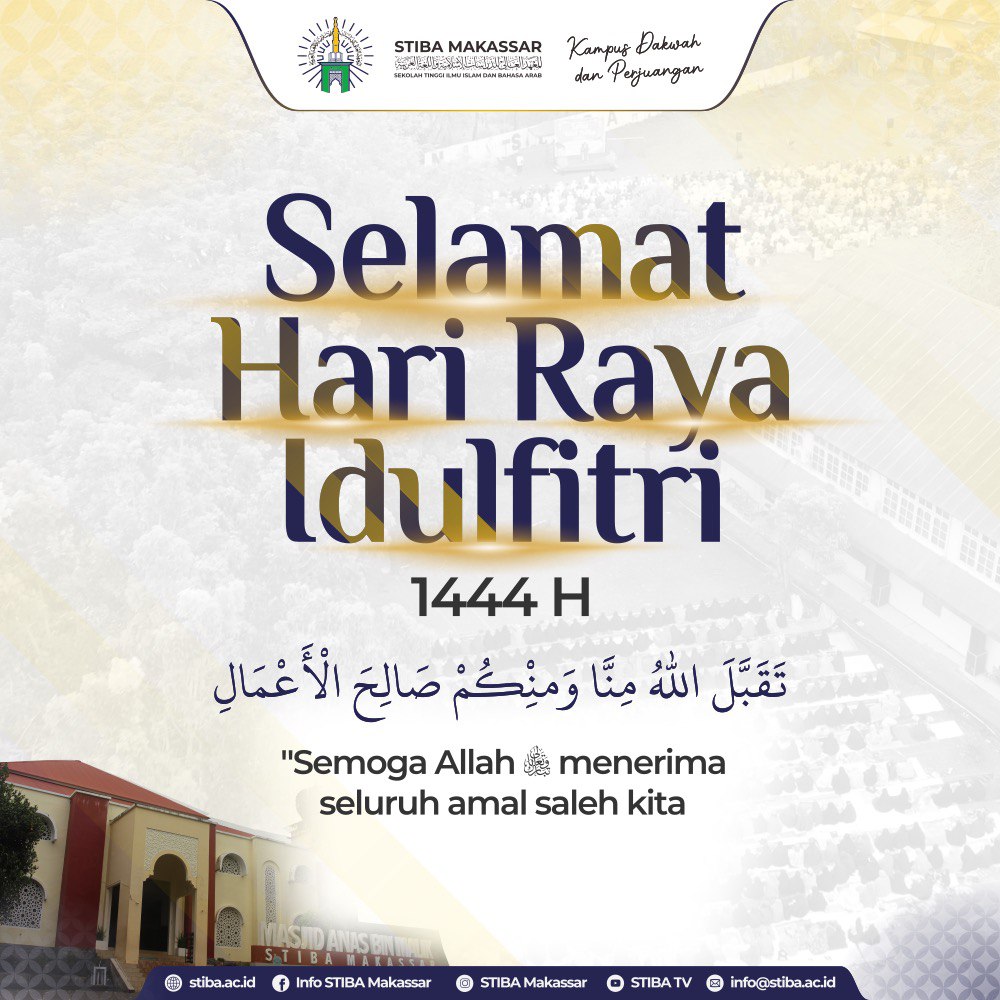 STIBA MAKASSAR
SEKOLAH TINGGI ILMU ISLAM DAN BAHASA ARAB
Kampus Dakwah
dan Perjuangan
Selamat
Hari Raya
Idulfitri
1444 H
تَقَبَّلَ اللهُ مِنَّا وَمِنْكُمْ صَالِحَ الْأَعْمَالِ
"Semoga Allah ﷻ menerima
seluruh amal saleh kita
MASJID ANAS BIN MALIK
STIBA MAKASSAR
stiba.ac.id Info STIBA Makassar STIBA Makassar STIBA TV info@stiba.ac.id